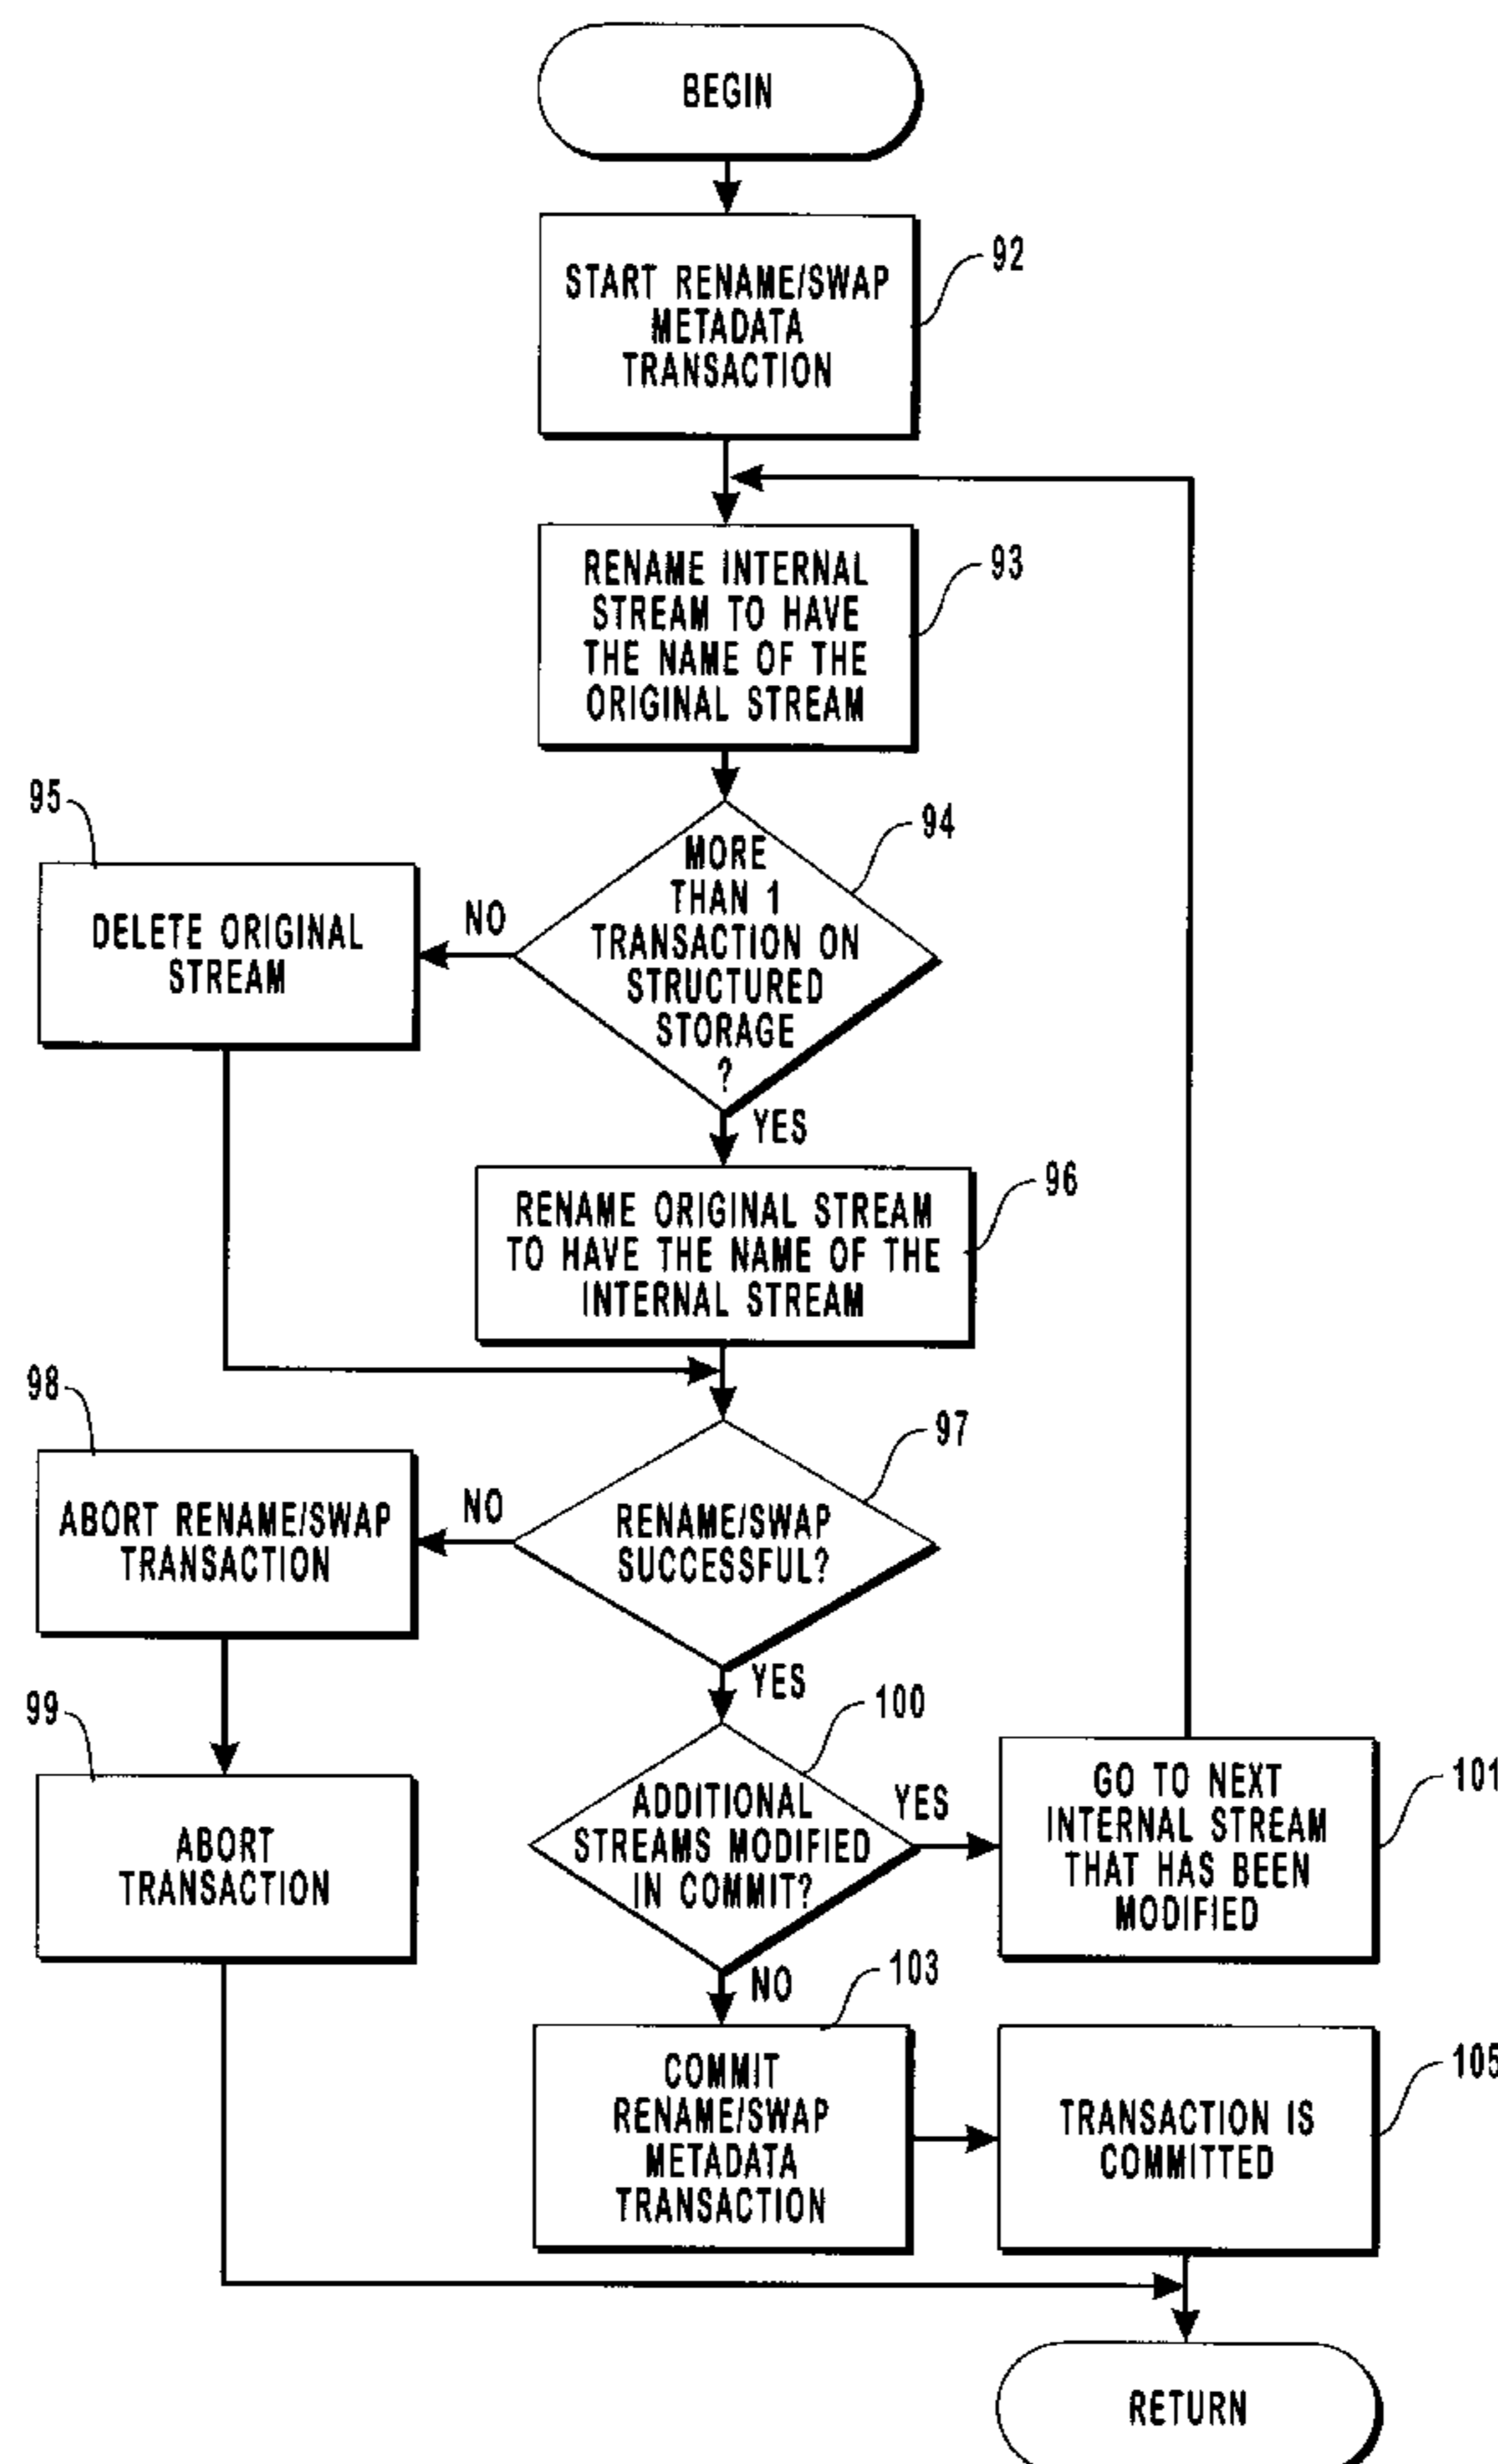 BEGIN
START RENAME/SWAP
METADATA
TRANSACTION
92
RENAME INTERNAL
STREAM TO HAVE
THE NAME OF THE
ORIGINAL STREAM
93
MORE
THAN 1
TRANSACTION ON
STRUCTURED
STORAGE
?
94
NO
95
DELETE ORIGINAL
STREAM
YES
RENAME ORIGINAL STREAM
TO HAVE THE NAME OF THE
INTERNAL STREAM
96
RENAME/SWAP
SUCCESSFUL?
97
NO
98
ABORT RENAME/SWAP
TRANSACTION
99
ABORT
TRANSACTION
YES
ADDITIONAL
STREAMS MODIFIED
IN COMMIT?
100
YES
GO TO NEXT
INTERNAL STREAM
THAT HAS BEEN
MODIFIED
101
NO
COMMIT
RENAME/SWAP
METADATA
TRANSACTION
103
TRANSACTION IS
COMMITTED
105
RETURN